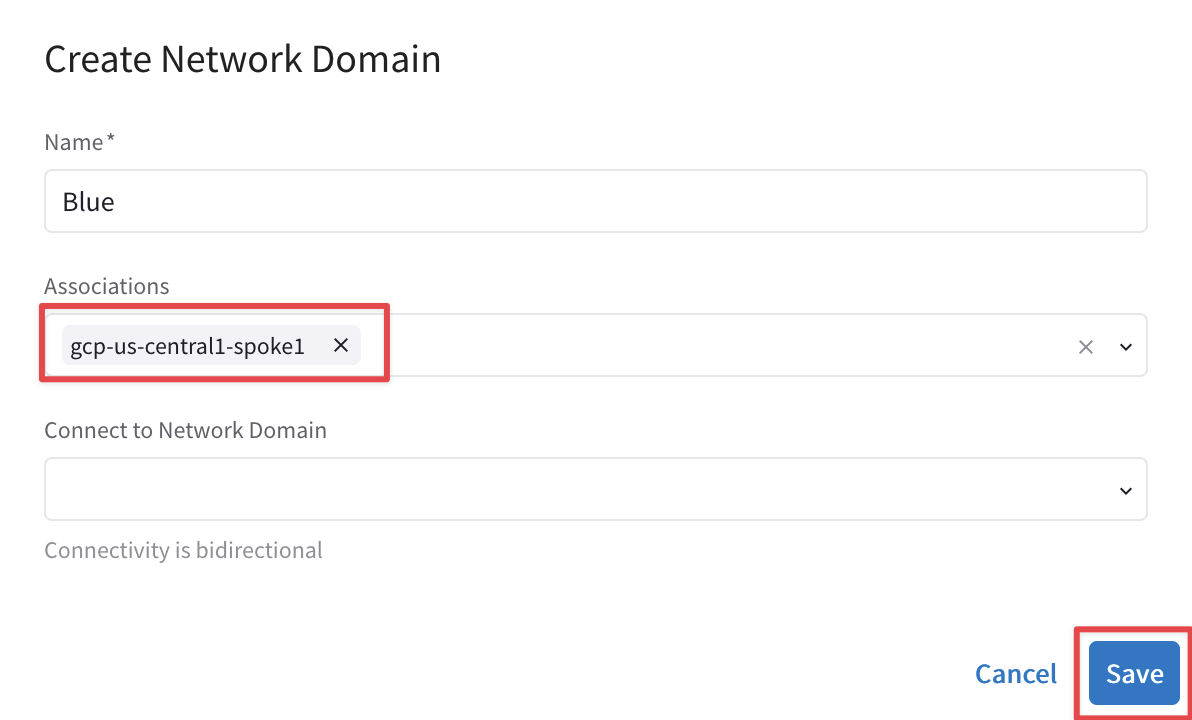 Create Network Domain
Name*
Blue
Associations
gcp-us-central1-spoke1
Connect to Network Domain
Connectivity is bidirectional
Cancel Save